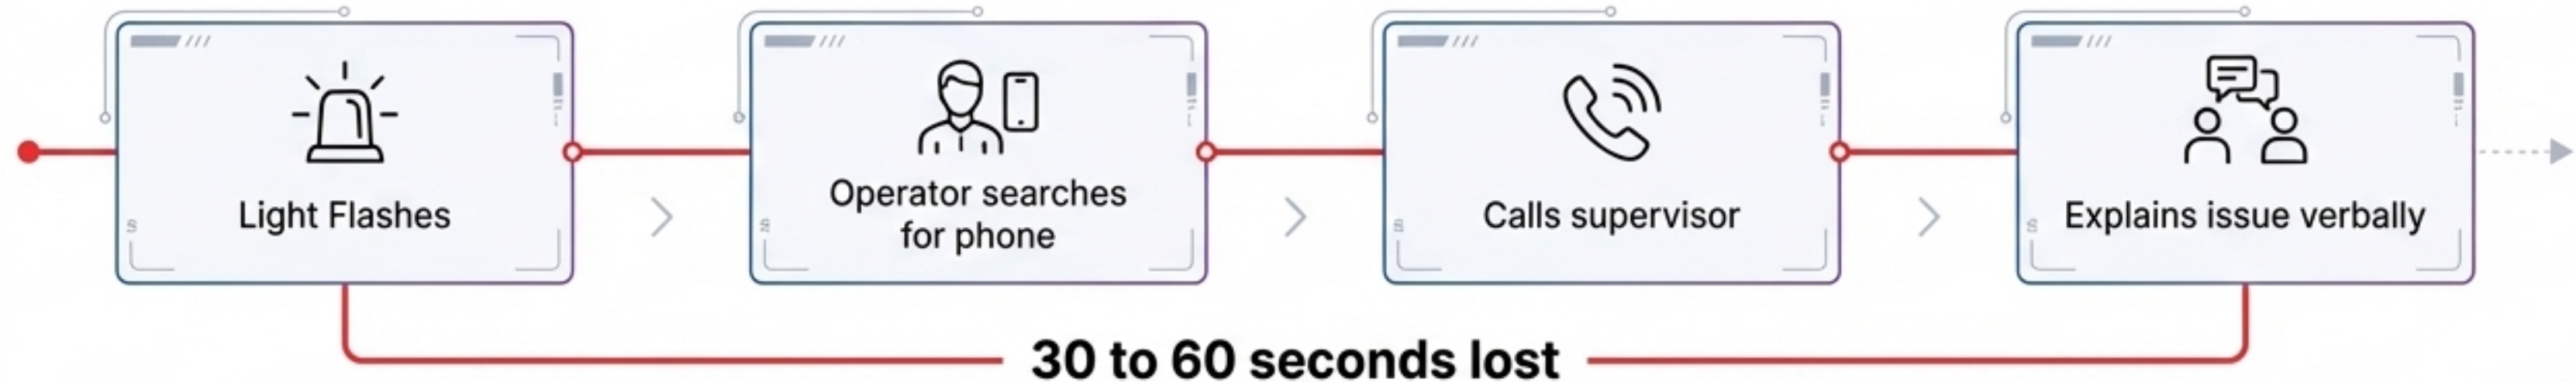 Light Flashes
Operator searches
for phone
Calls supervisor
Explains issue verbally
30 to 60 seconds lost